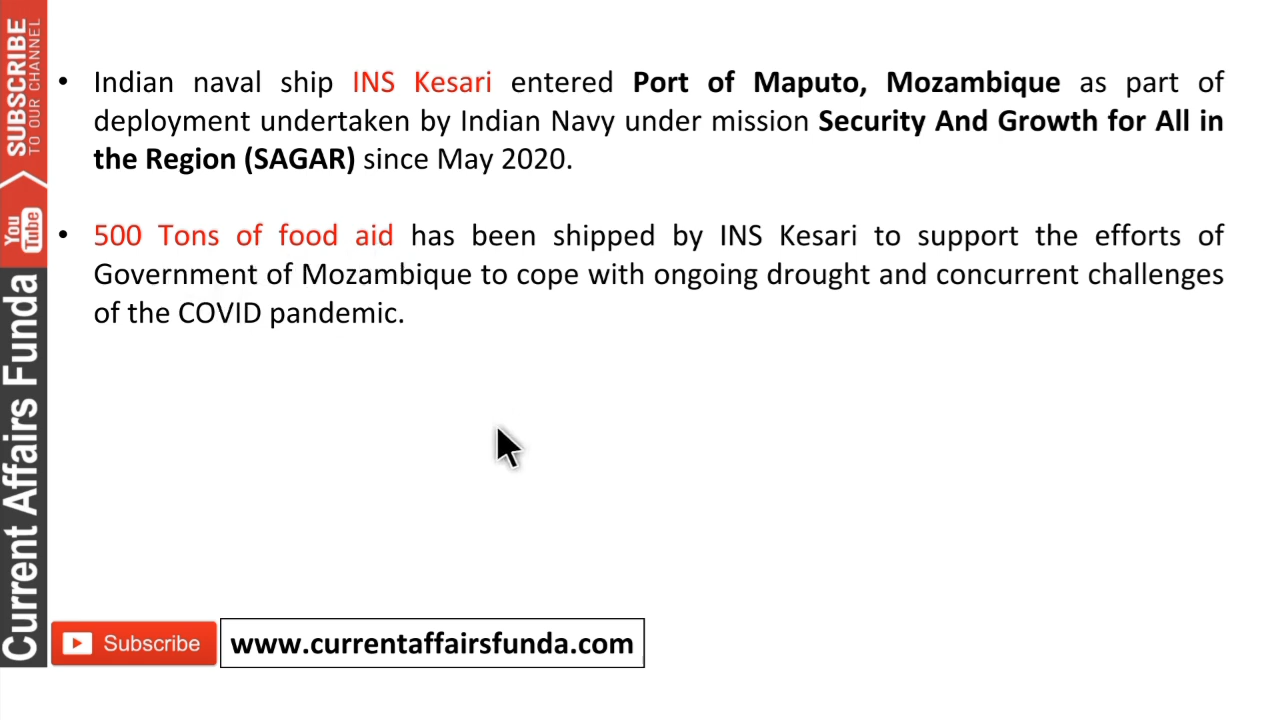 • Indian naval ship INS Kesari entered Port of Maputo, Mozambique as part of
deployment undertaken by Indian Navy under mission Security And Growth for All in
the Region (SAGAR) since May 2020.
• 500 Tons of food aid has been shipped by INS Kesari to support the efforts of
Government of Mozambique to cope with ongoing drought and concurrent challenges
of the COVID pandemic.
SUBSCRIBE
TO OUR CHANNEL
You
Tube
Current Affairs Funda
Subscribe
www.currentaffairsfunda.com